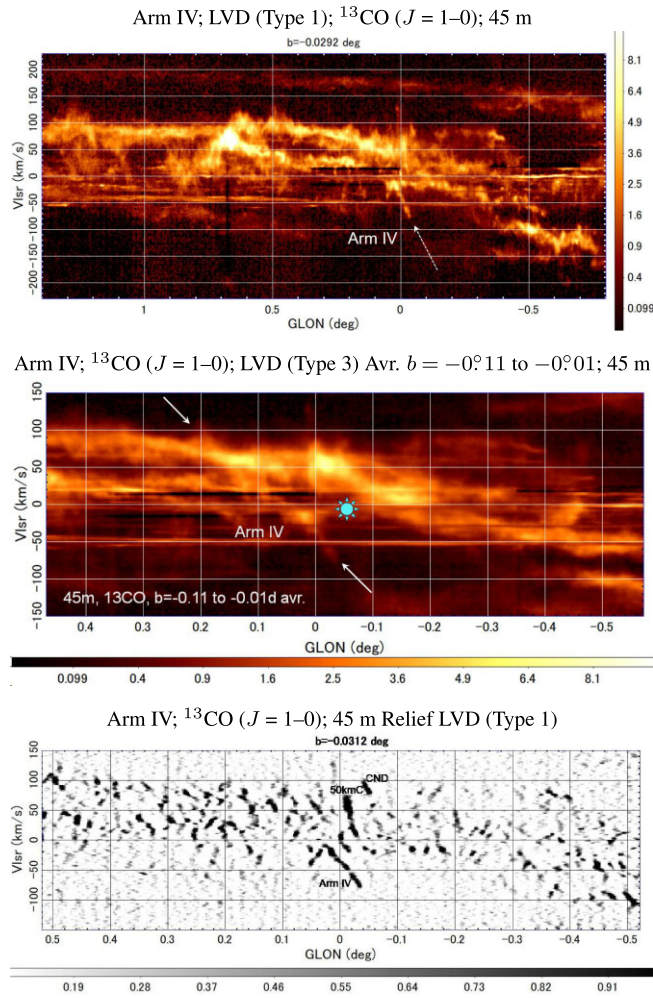 Arm IV; LVD (Type 1); ¹³CO (J = 1–0); 45 m
b=-0.0292 deg
Vlsr (km/s)
200
150
100
50
0
-50
-100
-150
-200
Arm IV
1
0.5
0
-0.5
GLON (deg)
8.1
6.4
4.9
3.6
2.5
1.6
0.9
0.4
0.099
Arm IV; ¹³CO (J = 1–0); LVD (Type 3) Avr. b = −0°.11 to −0°.01; 45 m
Vlsr (km/s)
150
100
50
0
-50
-100
-150
Arm IV
45m, 13CO, b=-0.11 to -0.01d avr.
0.4 0.3 0.2 0.1 0 -0.1 -0.2 -0.3 -0.4 -0.5
GLON (deg)
0.099 0.4 0.9 1.6 2.5 3.6 4.9 6.4 8.1
Arm IV; ¹³CO (J = 1–0); 45 m Relief LVD (Type 1)
b=-0.0312 deg
Vlsr (km/s)
150
100
50
0
-50
-100
CND
50kmC
Arm IV
0.5 0.4 0.3 0.2 0.1 0 -0.1 -0.2 -0.3 -0.4 -0.5
GLON (deg)
0.19 0.28 0.37 0.46 0.55 0.64 0.73 0.82 0.91